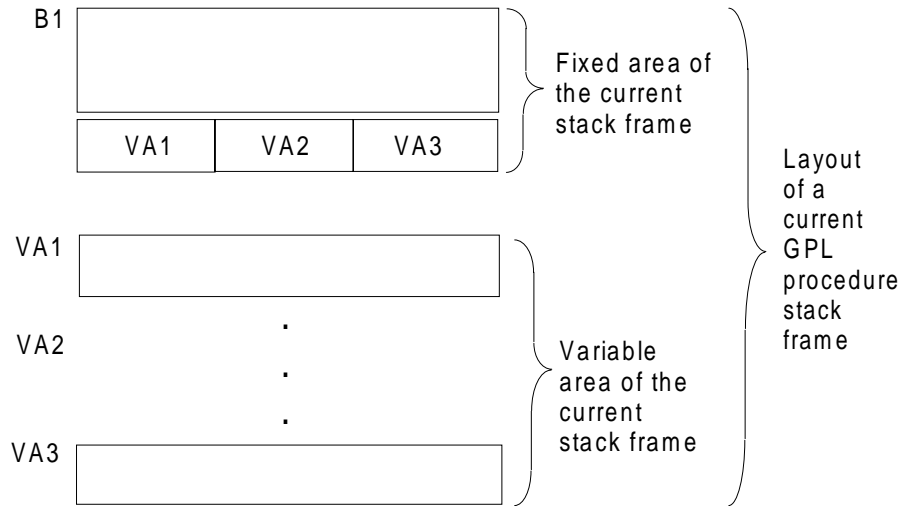 B1
Fixed area of
the current
stack frame
VA1 VA2 VA3
Layout
of a
current
GPL
procedure
stack
frame
VA1
VA2
Variable
area of the
current
stack frame
VA3